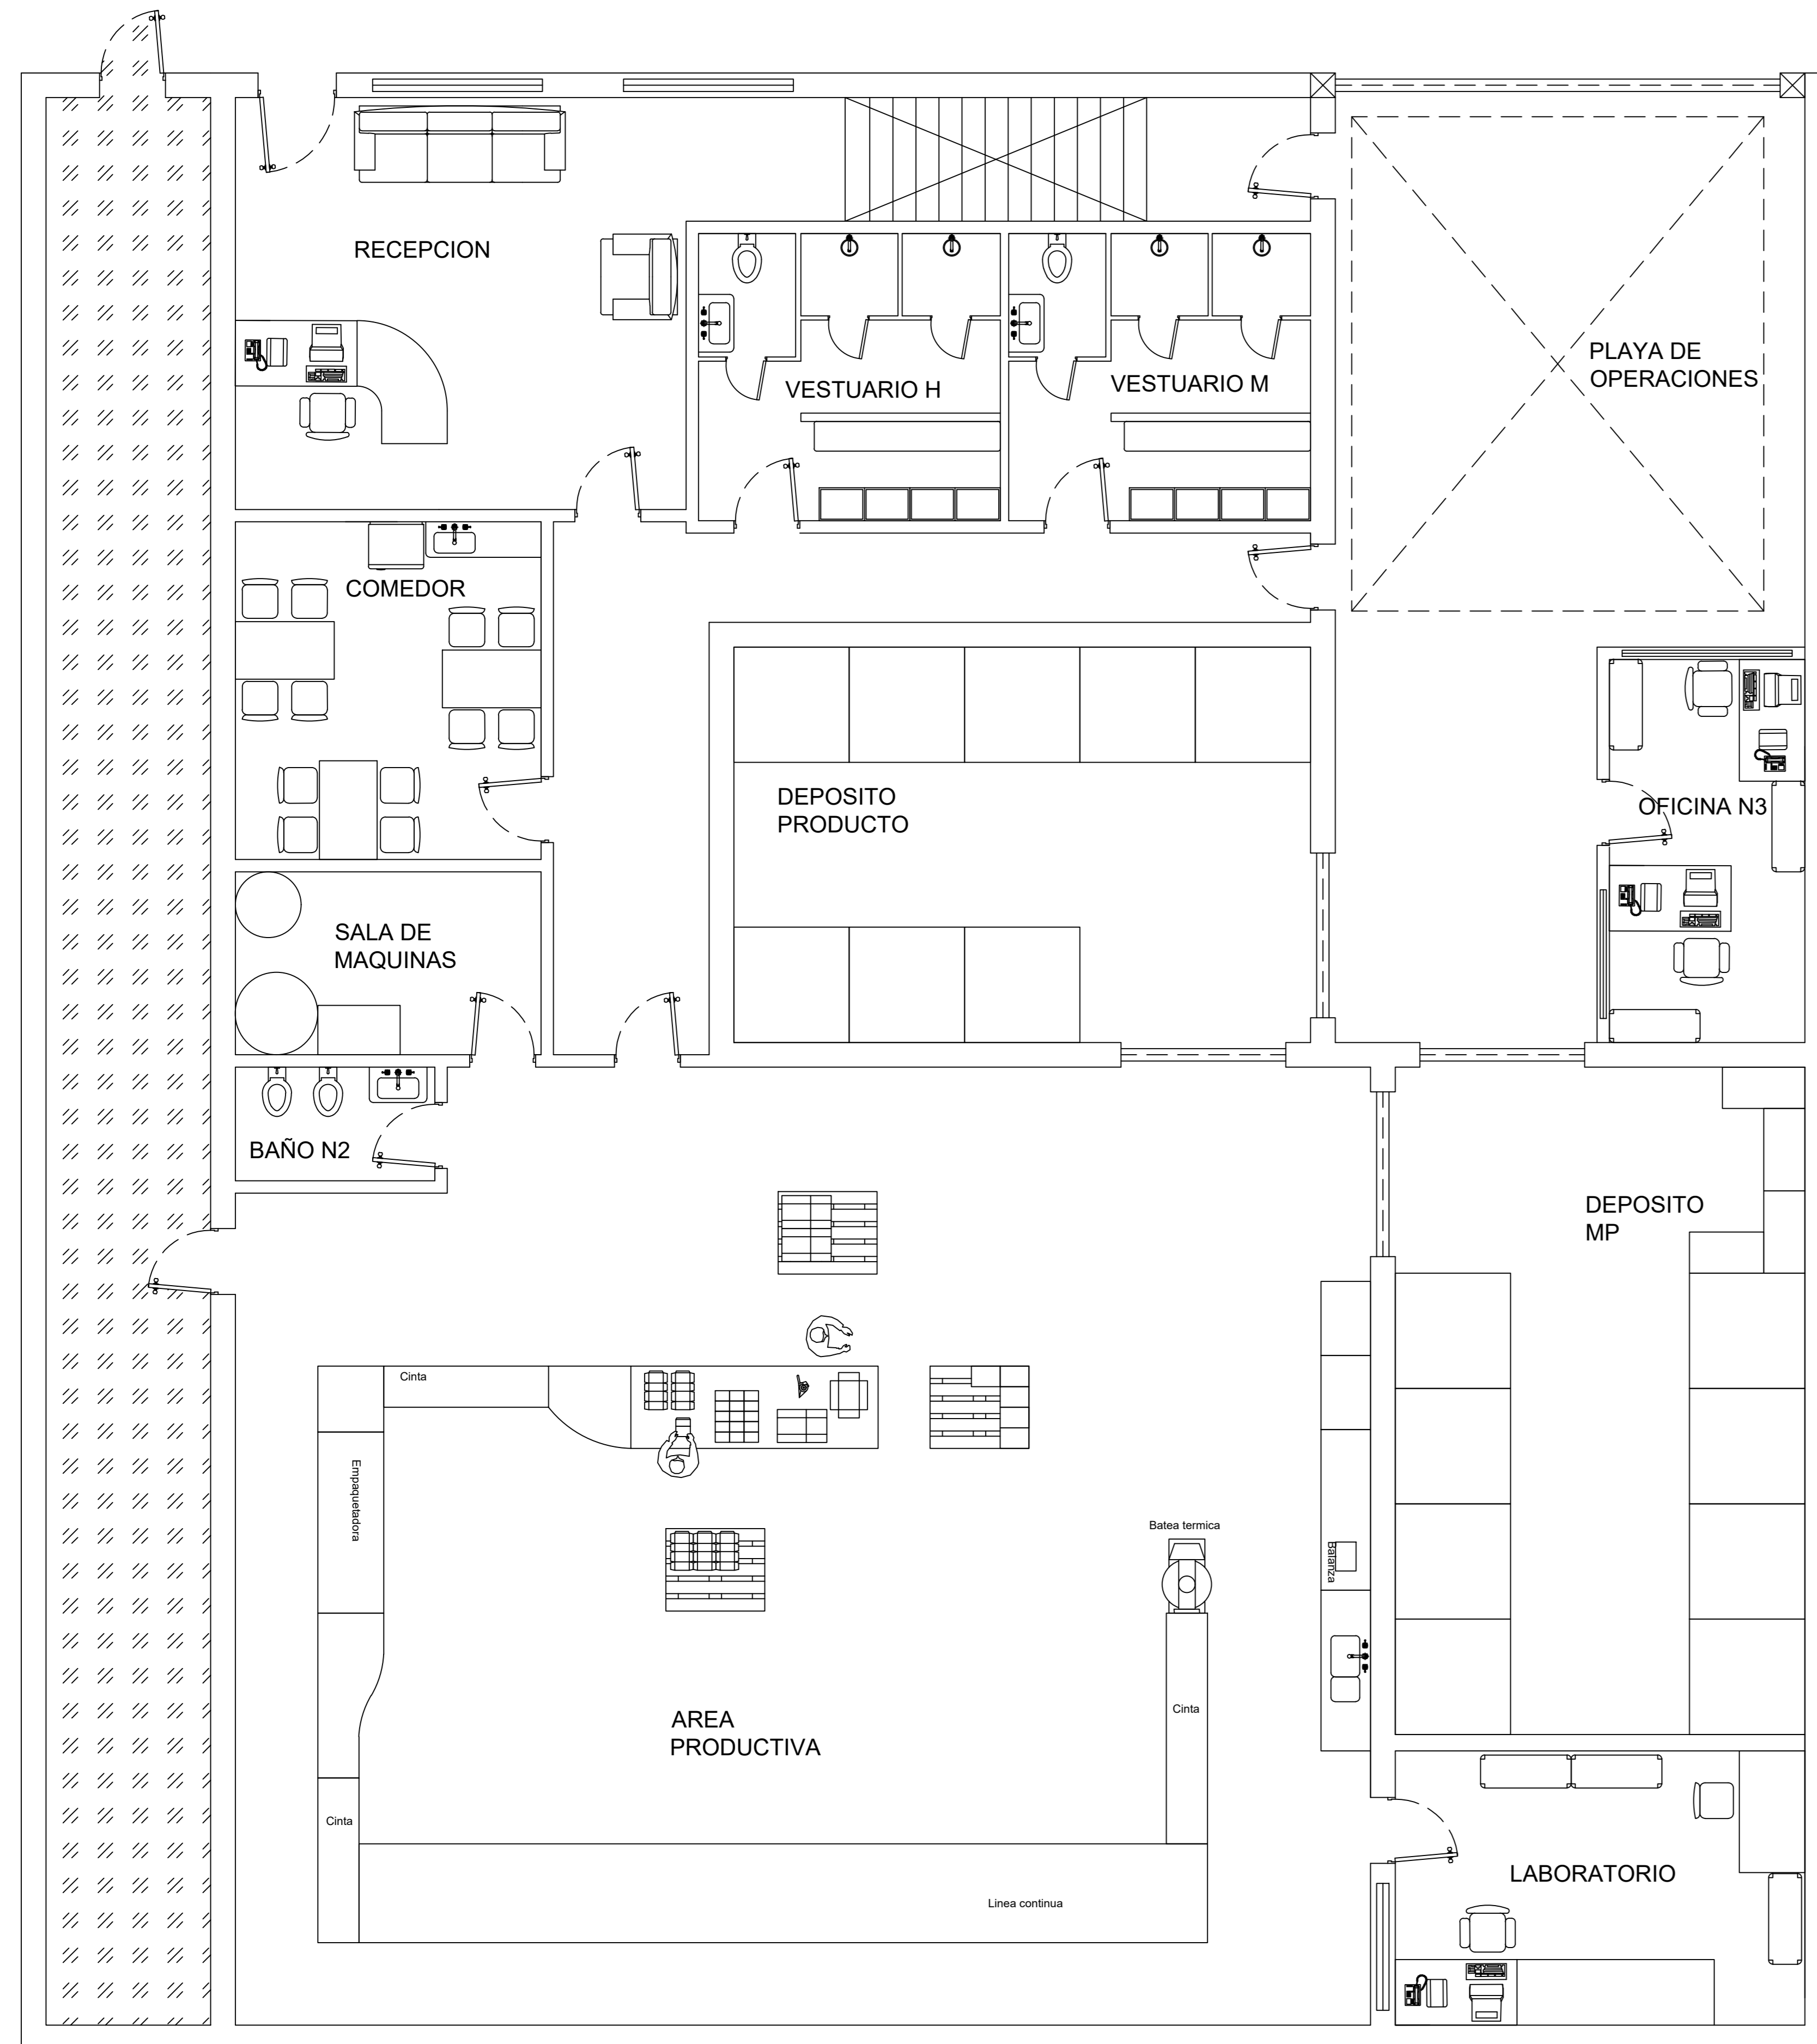 RECEPCION
VESTUARIO H
VESTUARIO M
PLAYA DE
OPERACIONES
COMEDOR
DEPOSITO
PRODUCTO
OFICINA N3
SALA DE
MAQUINAS
BAÑO N2
DEPOSITO
MP
Cinta
Empaquetadora
Batea termica
Balanza
AREA
PRODUCTIVA
Cinta
Cinta
LABORATORIO
Linea continua